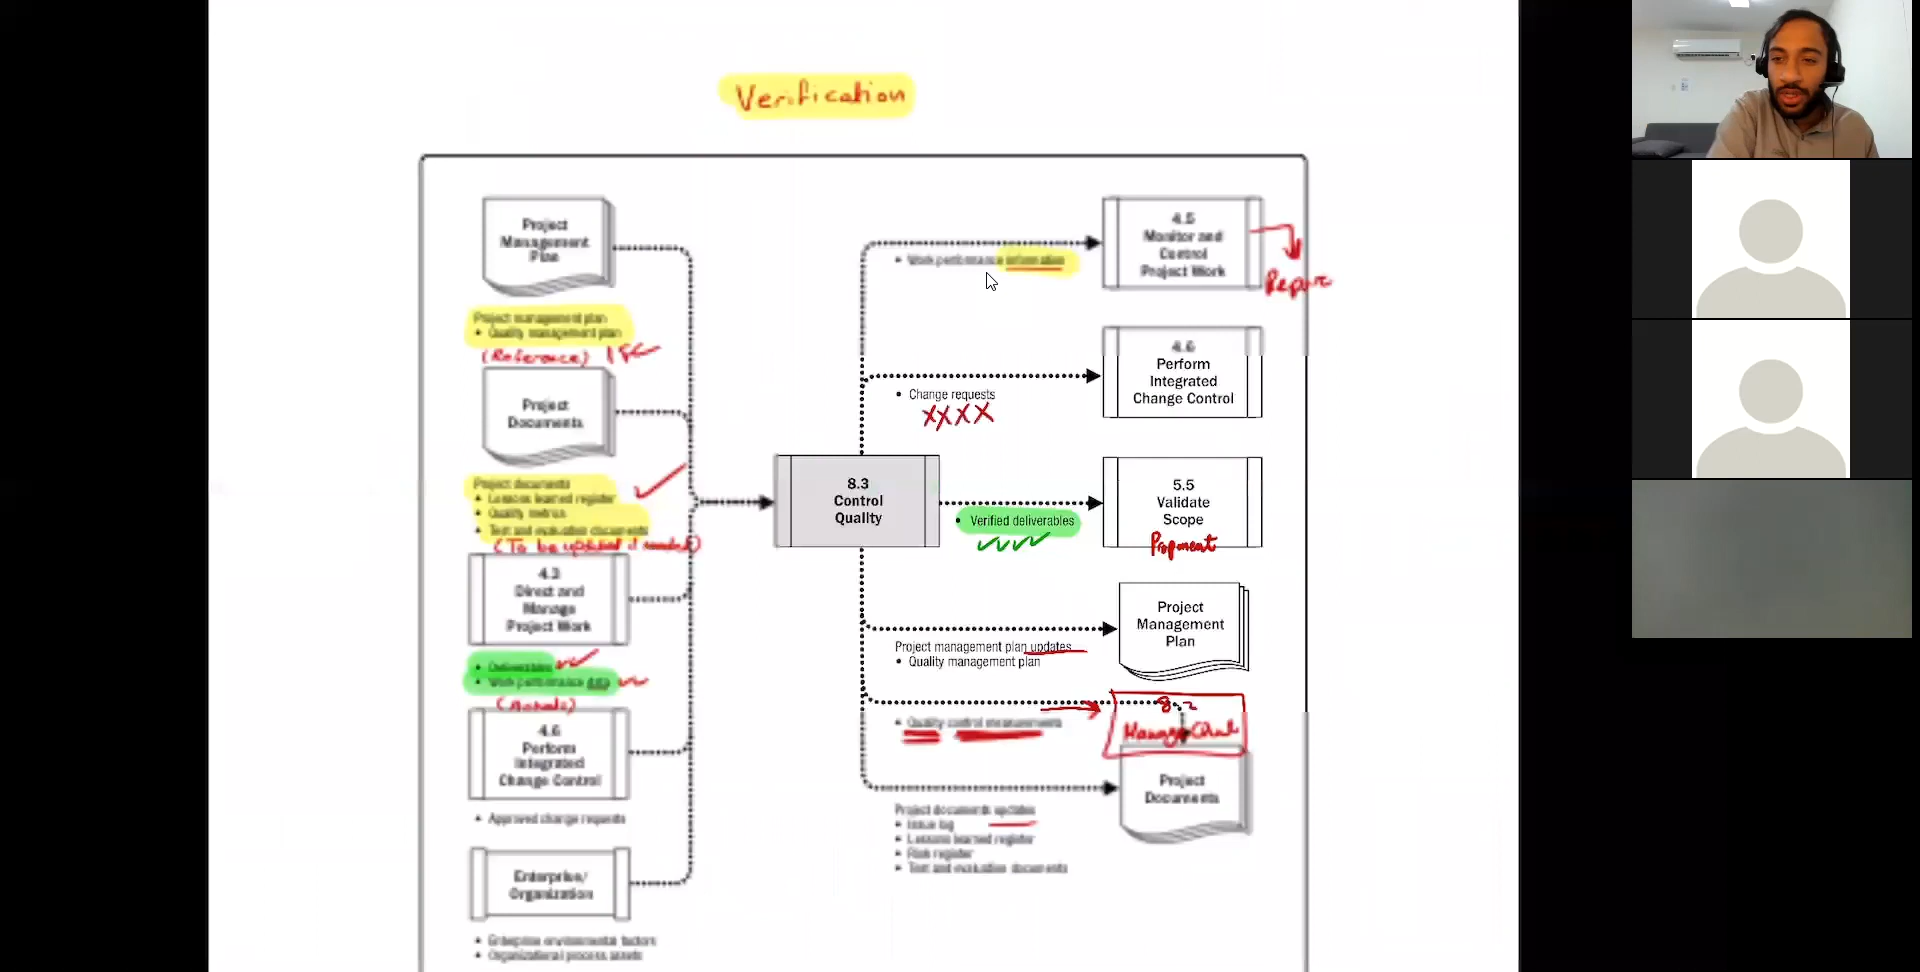 Verification
Project
Management
Plan
Project management plan
• Quality management plan
(Reference)
Project
Documents
Project documents
• Lessons learned register
• Quality metrics
• Test and evaluation documents
(To be updated if needed)
4.3
Direct and
Manage
Project Work
• Deliverables
• Work performance data
4.6
Perform
Integrated
Change Control
• Approved change requests
Enterprise/
Organization
• Enterprise environmental factors
• Organizational process assets
8.3
Control
Quality
• Work performance information
4.5
Monitor and
Control
Project Work
Report
• Change requests
XXXX
4.6
Perform
Integrated
Change Control
• Verified deliverables
5.5
Validate
Scope
Project management plan updates
• Quality management plan
Project
Management
Plan
• Quality control measurements
8.2
Manage
Project documents updates
• Issue log
• Lessons learned register
• Risk register
• Test and evaluation documents
Project
Documents